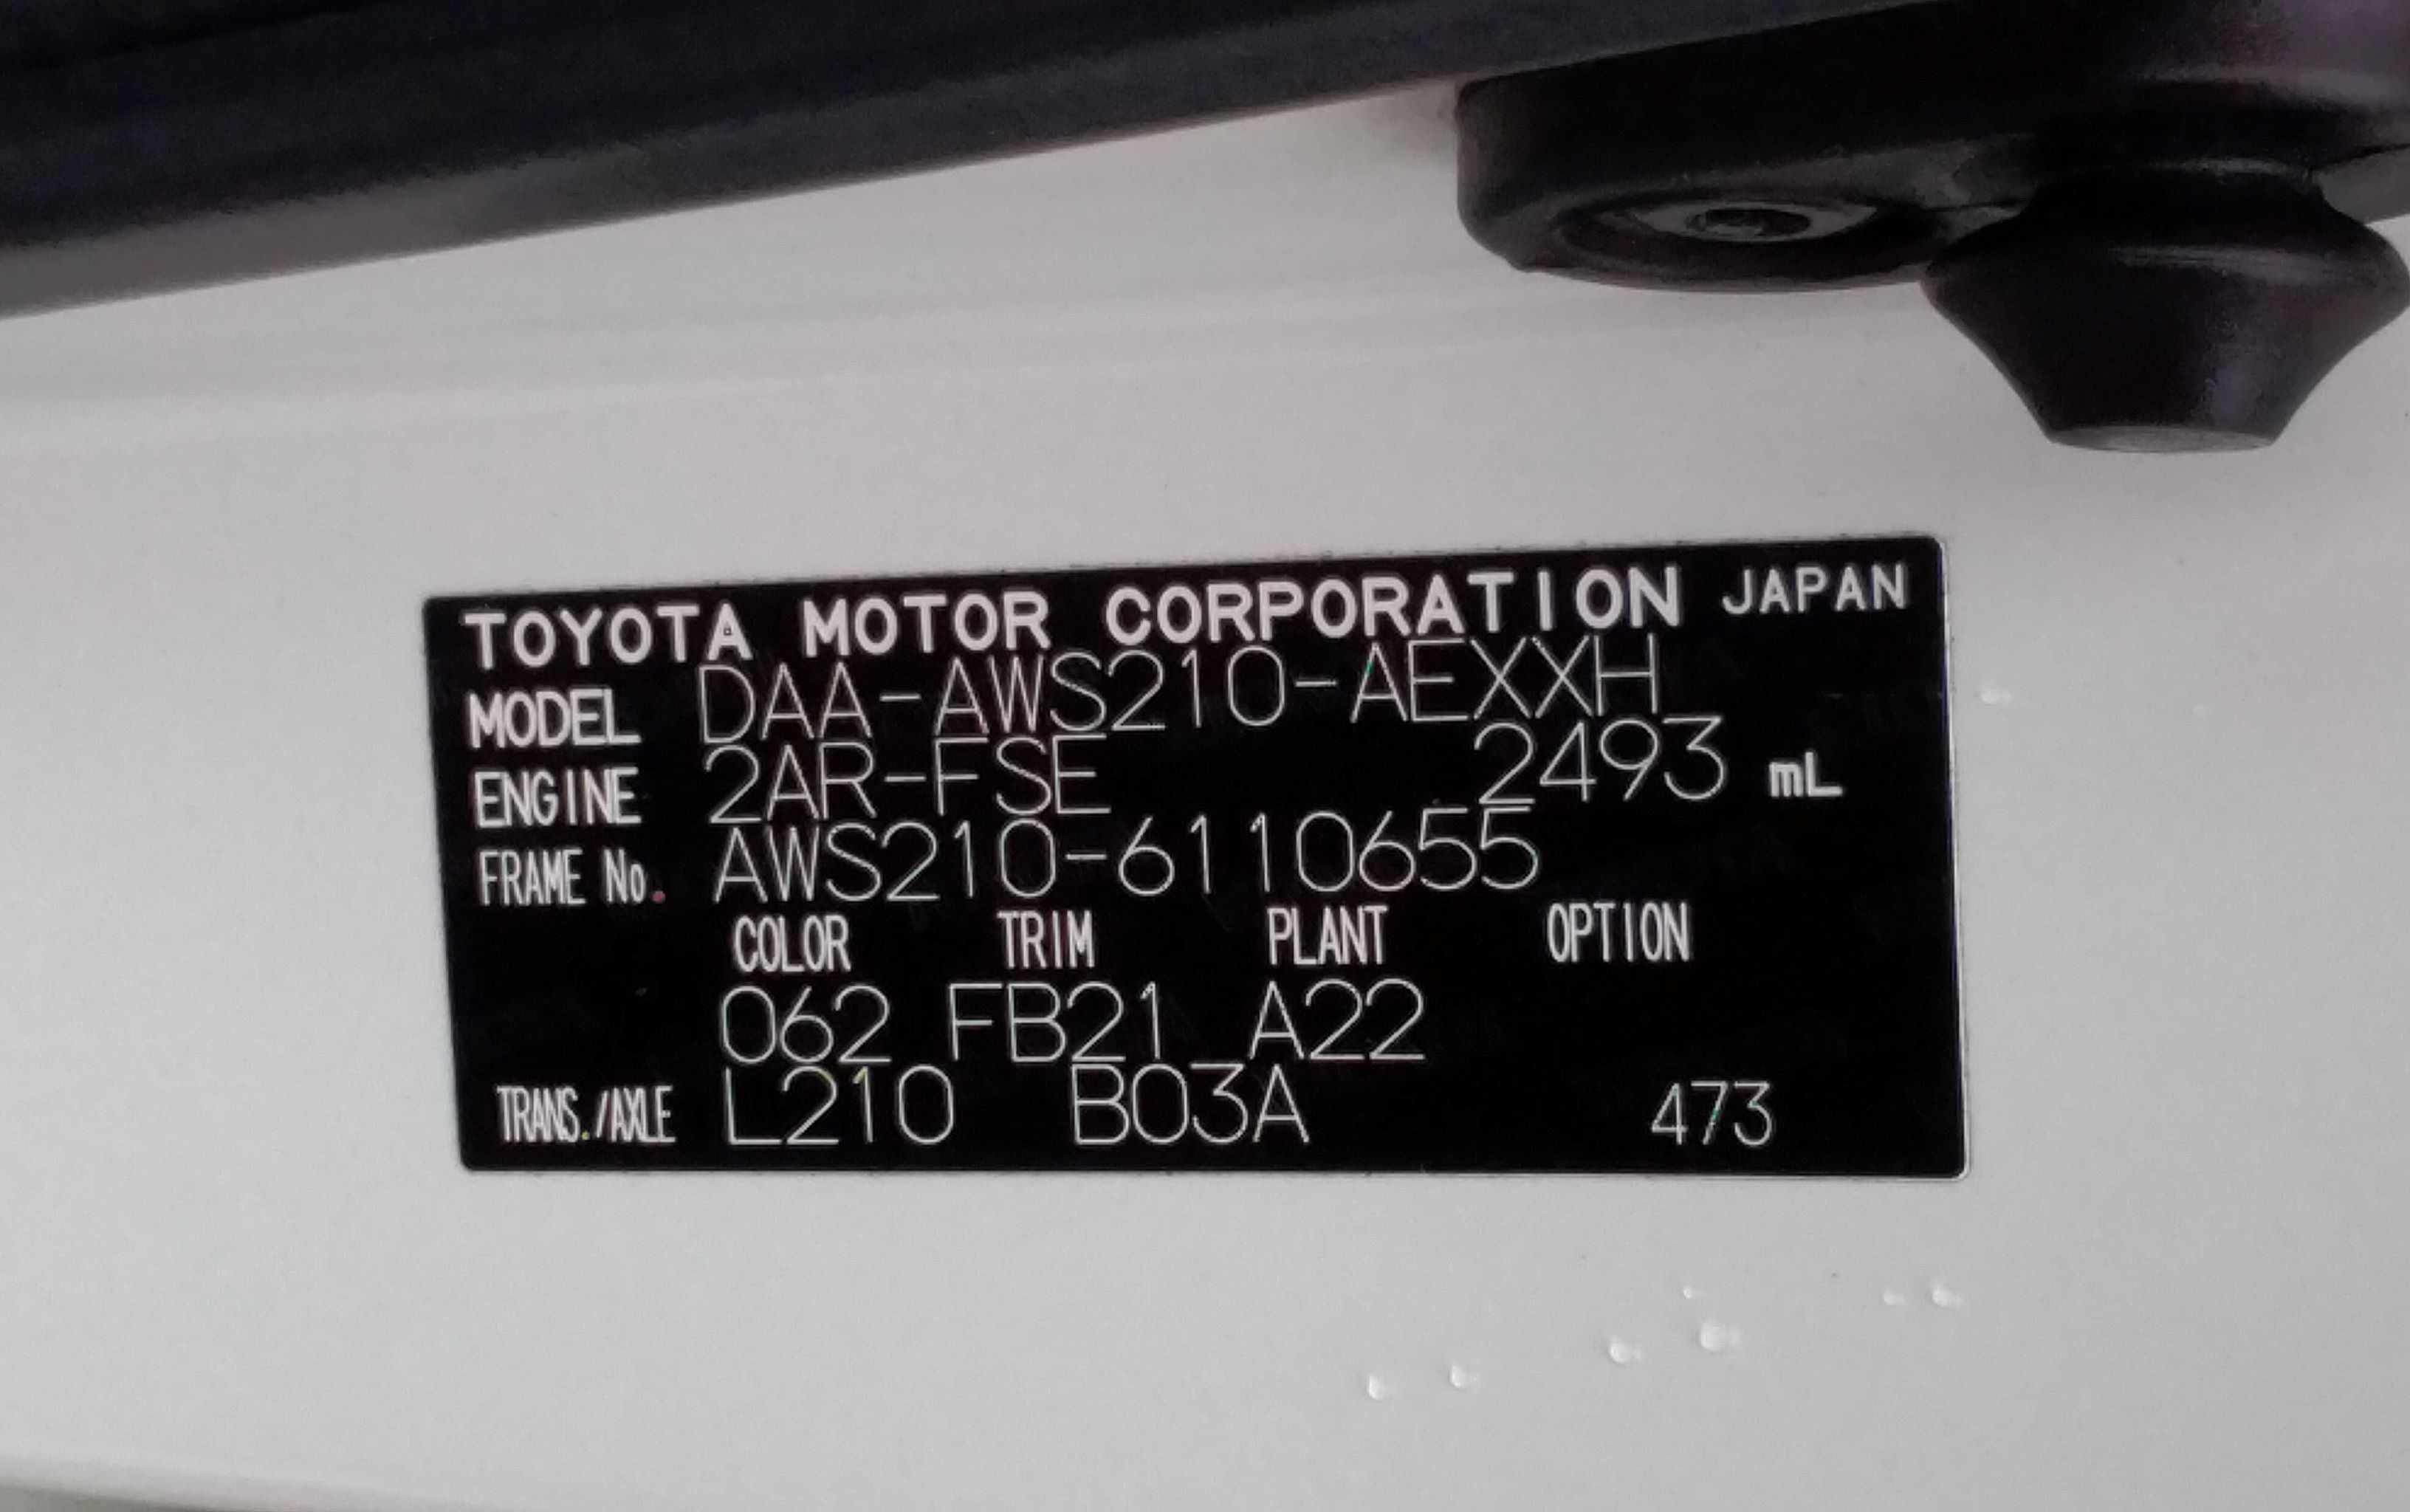 TOYOTA MOTOR CORPORATION JAPAN
MODEL DAA-AWS210-AEXXH
ENGINE 2AR-FSE 2493 mL
FRAME No. AWS210-6110655
COLOR TRIM PLANT OPTION
062 FB21 A22
TRANS./AXLE L210 B03A 473